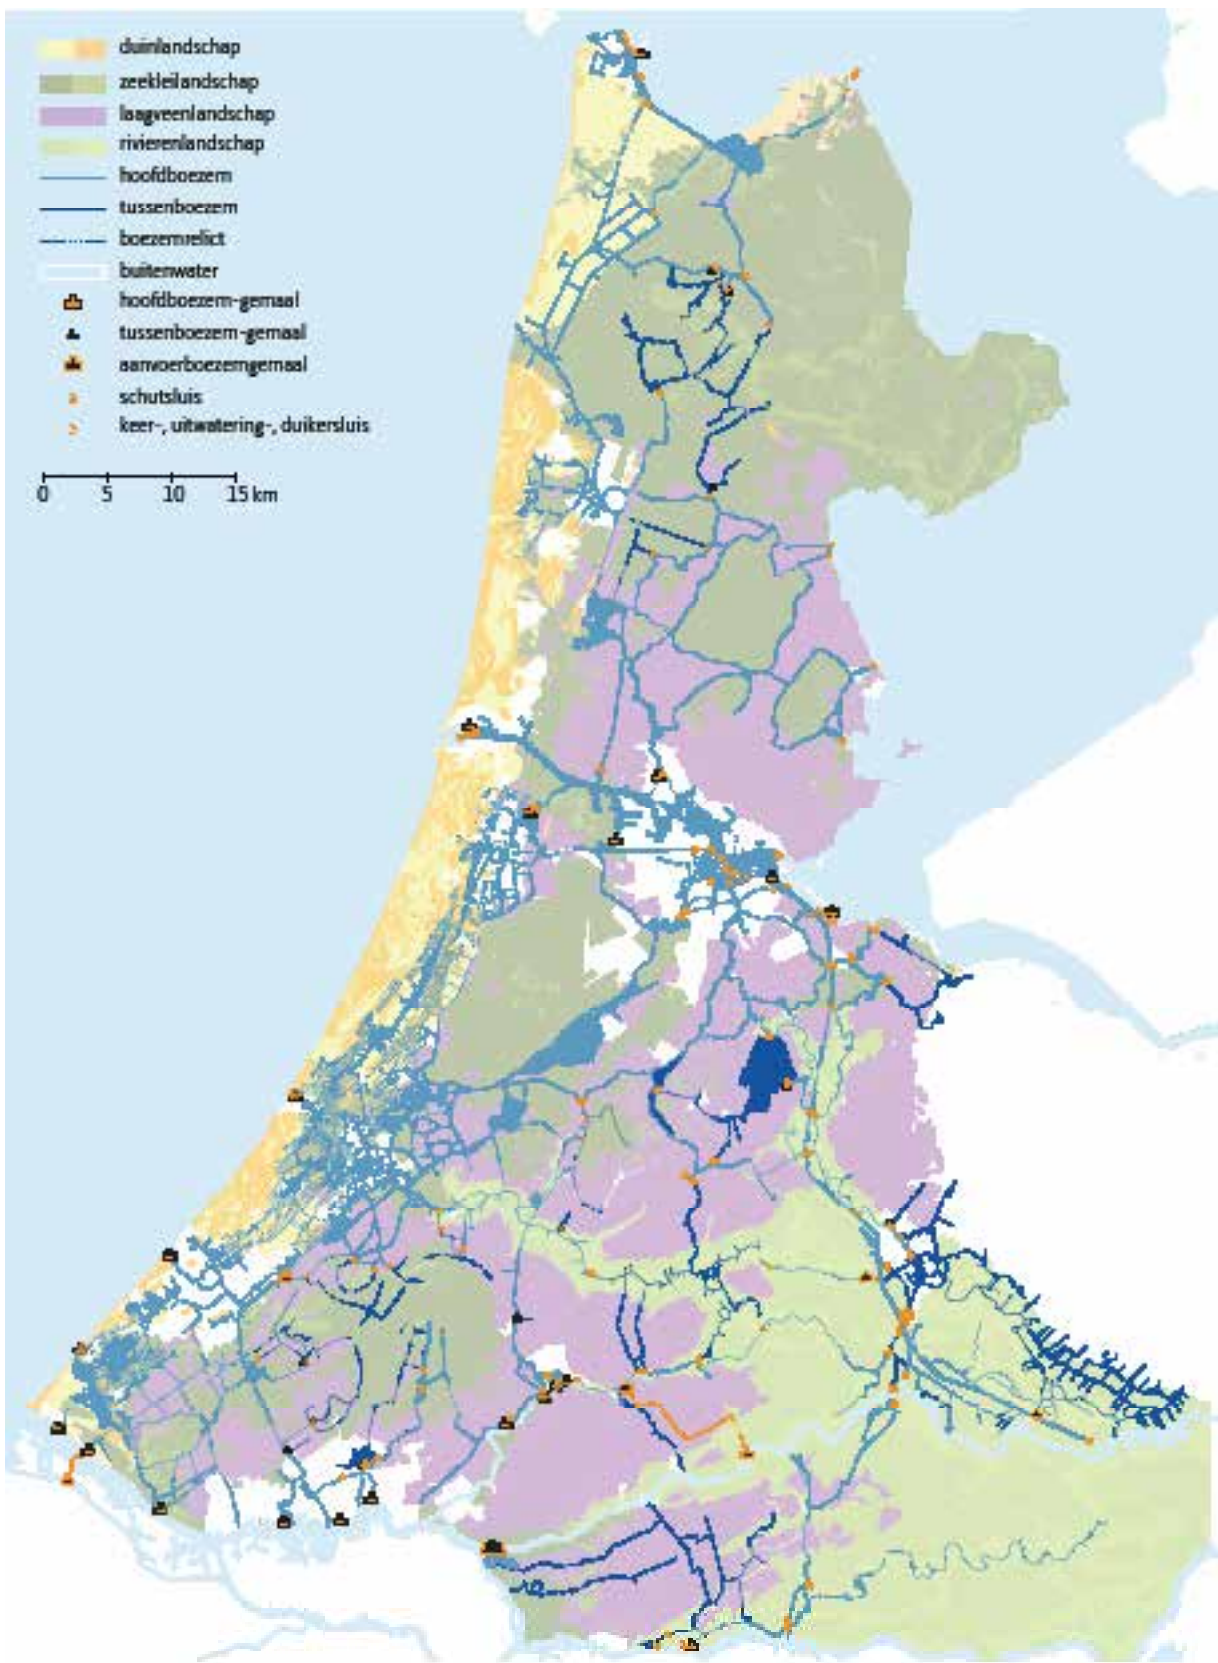 duinlandschap
zeekleilandschap
laagveenlandschap
rivierenlandschap
hoofdboezem
tussenboezem
boezemrelict
buitenwater
hoofdboezem-gemaal
tussenboezem-gemaal
aanvoerboezemgemaal
schutsluis
keer-, uitwatering-, duikersluis
0 5 10 15 km